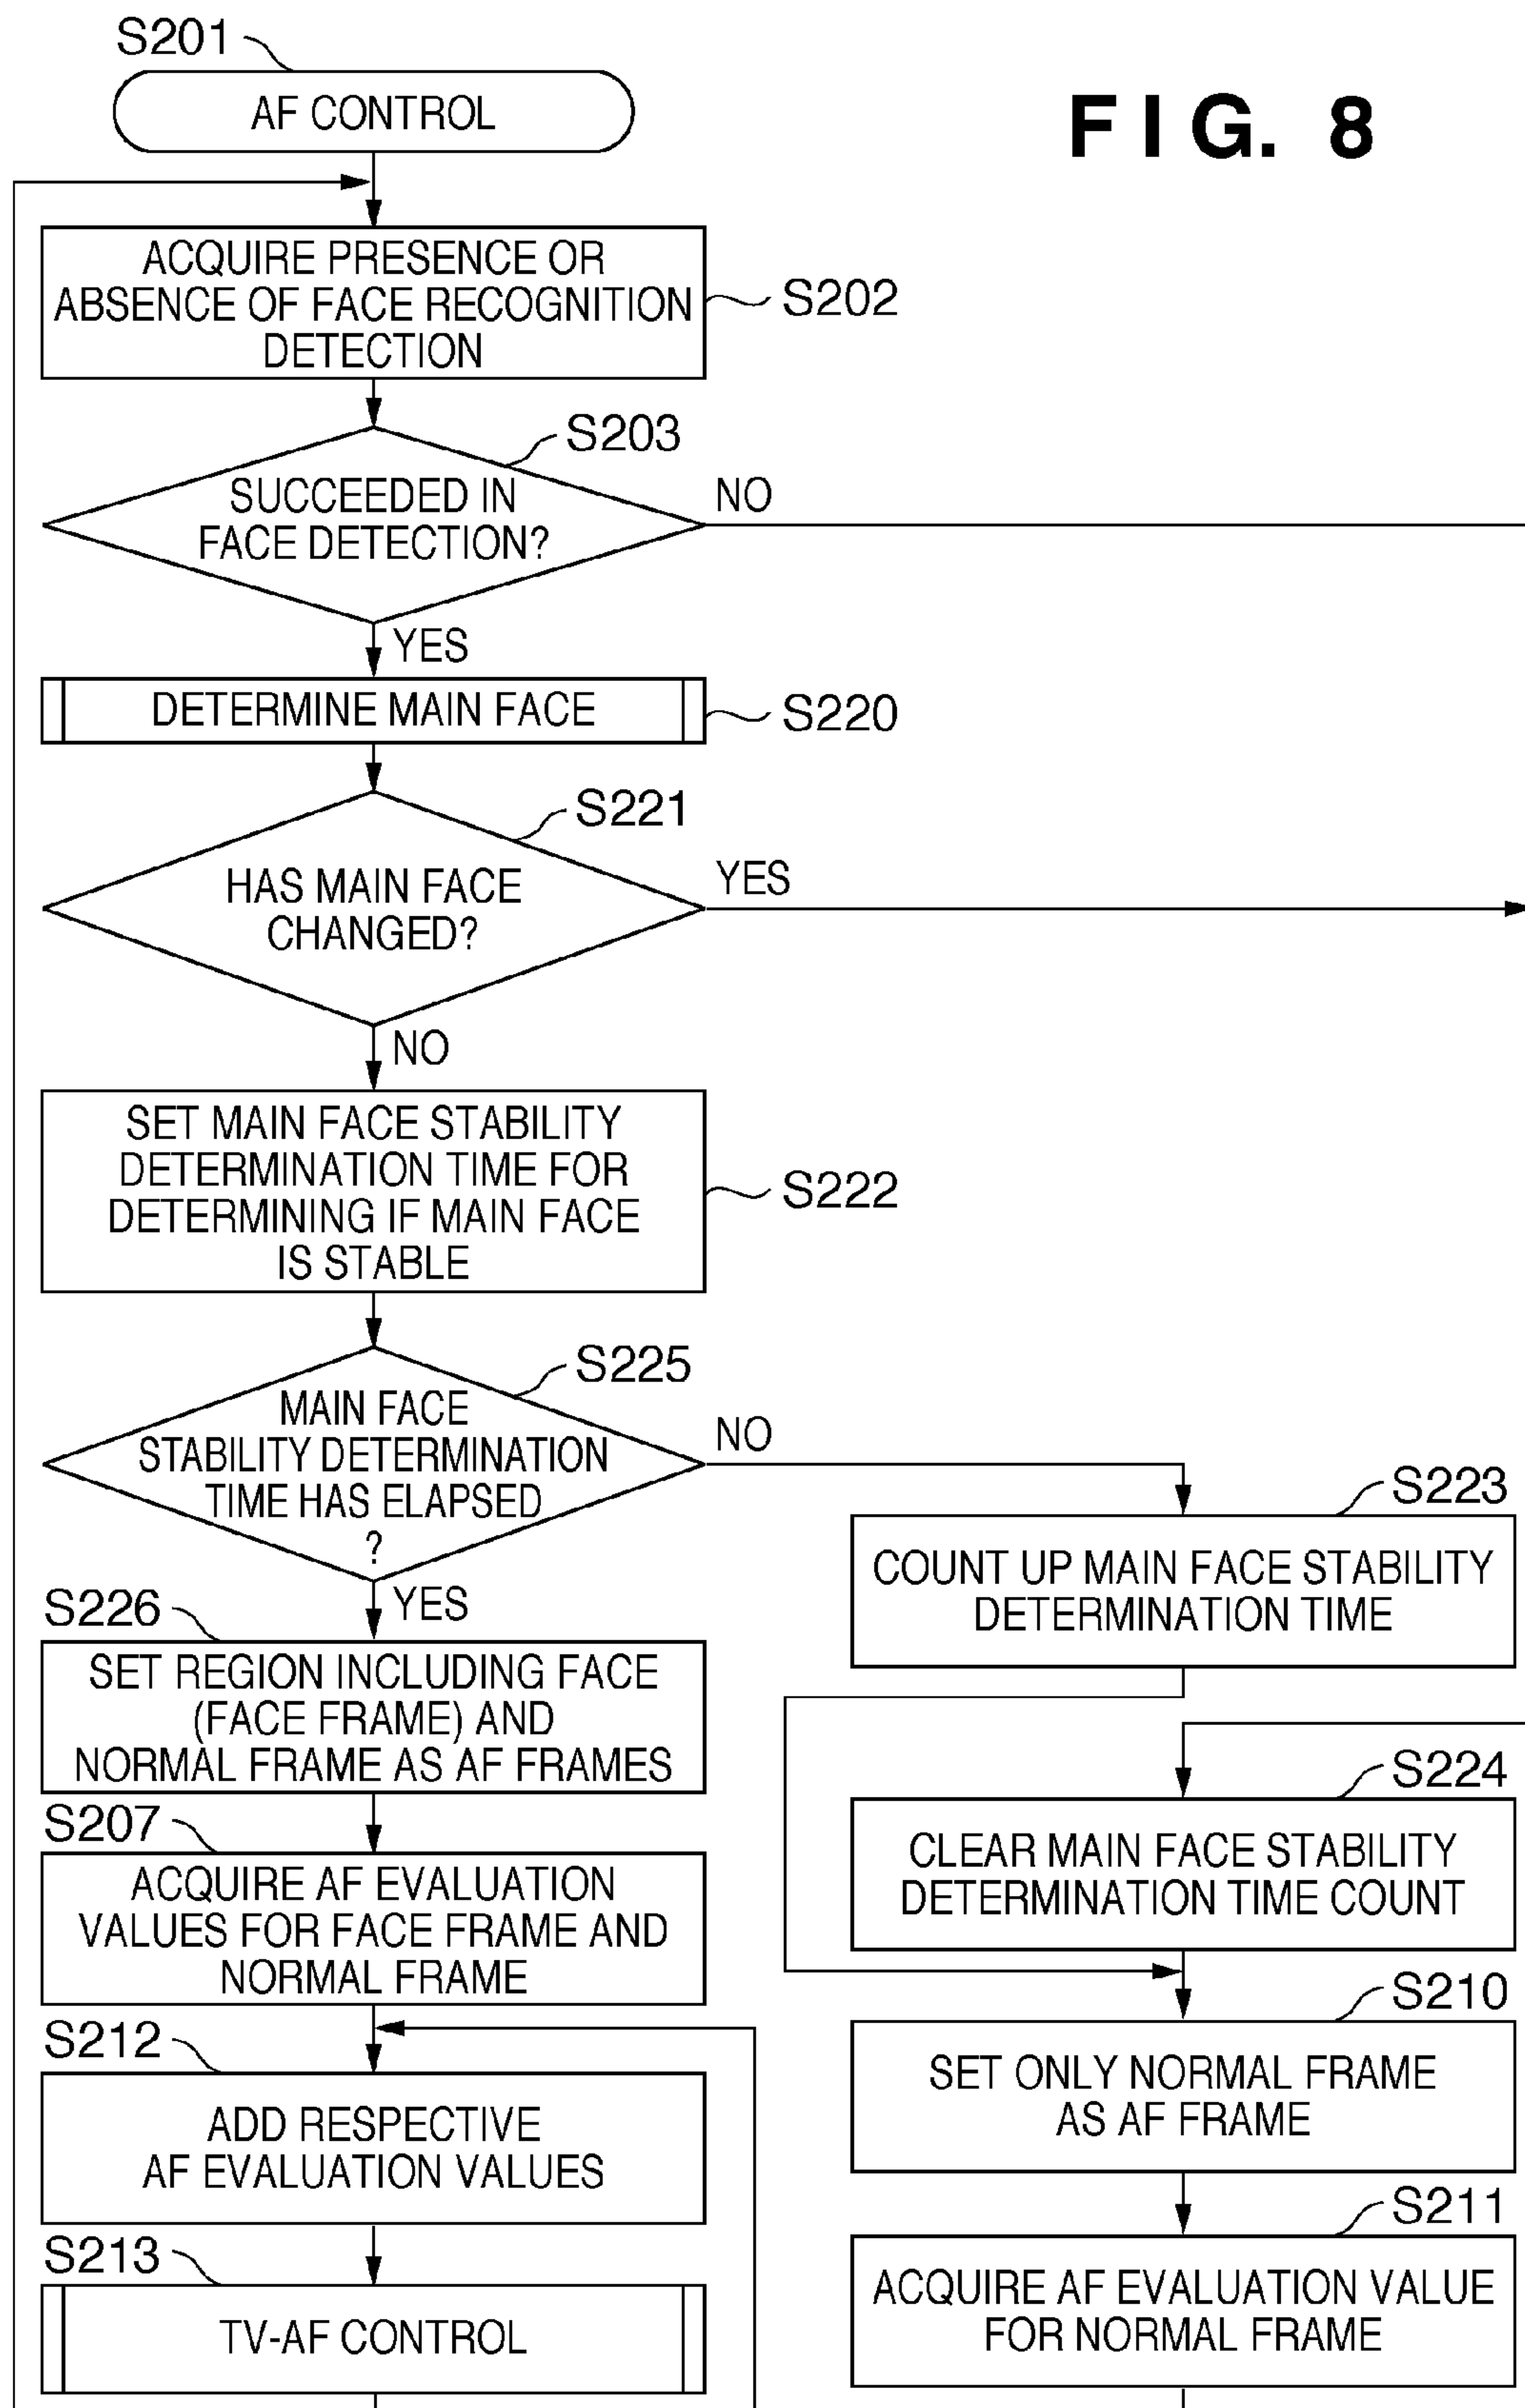 FIG. 8
S201
AF CONTROL
ACQUIRE PRESENCE OR
ABSENCE OF FACE RECOGNITION
DETECTION
S202
S203
SUCCEEDED IN
FACE DETECTION?
NO
YES
DETERMINE MAIN FACE
S220
S221
HAS MAIN FACE
CHANGED?
YES
NO
SET MAIN FACE STABILITY
DETERMINATION TIME FOR
DETERMINING IF MAIN FACE
IS STABLE
S222
S225
MAIN FACE
STABILITY DETERMINATION
TIME HAS ELAPSED
?
NO
YES
S223
COUNT UP MAIN FACE STABILITY
DETERMINATION TIME
S226
SET REGION INCLUDING FACE
(FACE FRAME) AND
NORMAL FRAME AS AF FRAMES
S224
CLEAR MAIN FACE STABILITY
DETERMINATION TIME COUNT
S207
ACQUIRE AF EVALUATION
VALUES FOR FACE FRAME AND
NORMAL FRAME
S210
SET ONLY NORMAL FRAME
AS AF FRAME
S212
ADD RESPECTIVE
AF EVALUATION VALUES
S211
ACQUIRE AF EVALUATION VALUE
FOR NORMAL FRAME
S213
TV-AF CONTROL